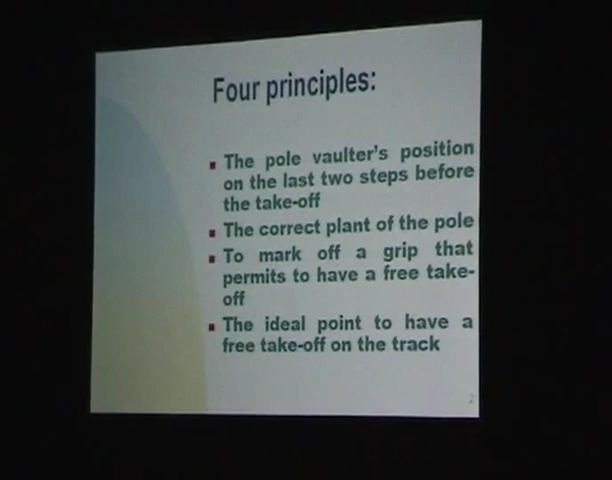 Four principles:
▪ The pole vaulter's position
on the last two steps before
the take-off
▪ The correct plant of the pole
▪ To mark off a grip that
permits to have a free take-
off
▪ The ideal point to have a
free take-off on the track
2